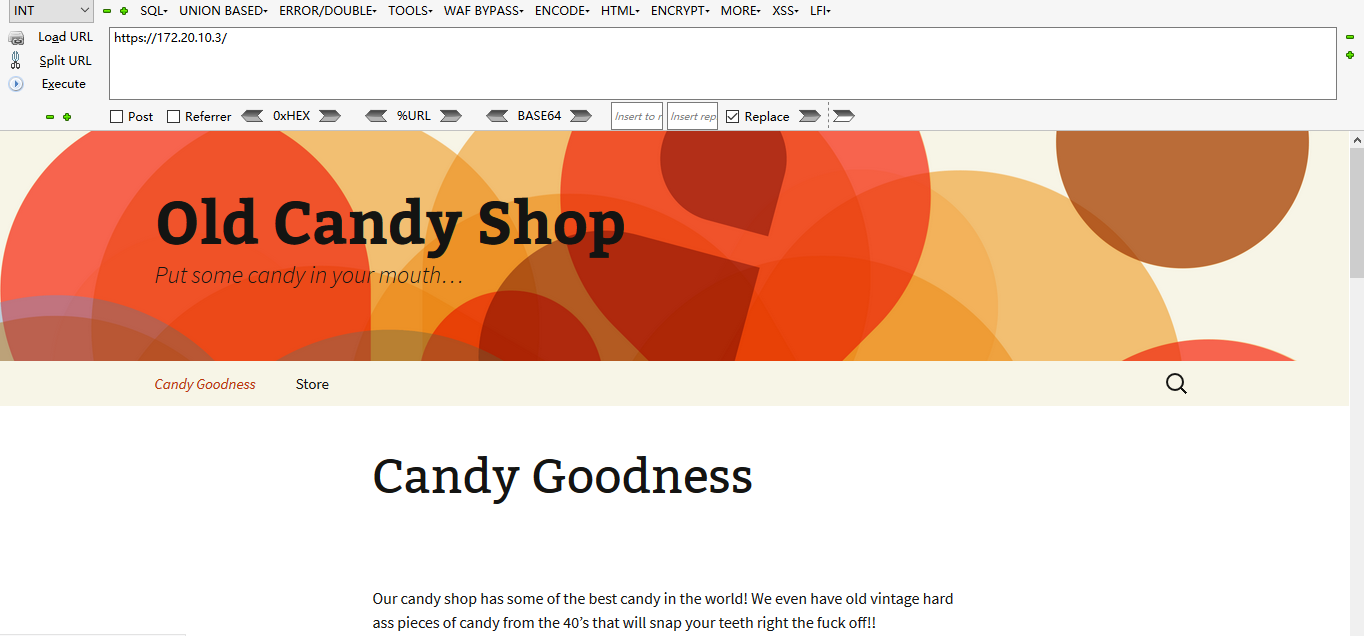 INT SQL UNION BASED ERROR/DOUBLE TOOLS WAF BYPASS ENCODE HTML ENCRYPT MORE XSS LFI
Load URL https://172.20.10.3/
Split URL
Execute
Post Referrer 0xHEX %URL BASE64 Insert to r Insert rep Replace
Old Candy Shop
Put some candy in your mouth…
Candy Goodness Store
Candy Goodness
Our candy shop has some of the best candy in the world! We even have old vintage hard
ass pieces of candy from the 40’s that will snap your teeth right the fuck off!!